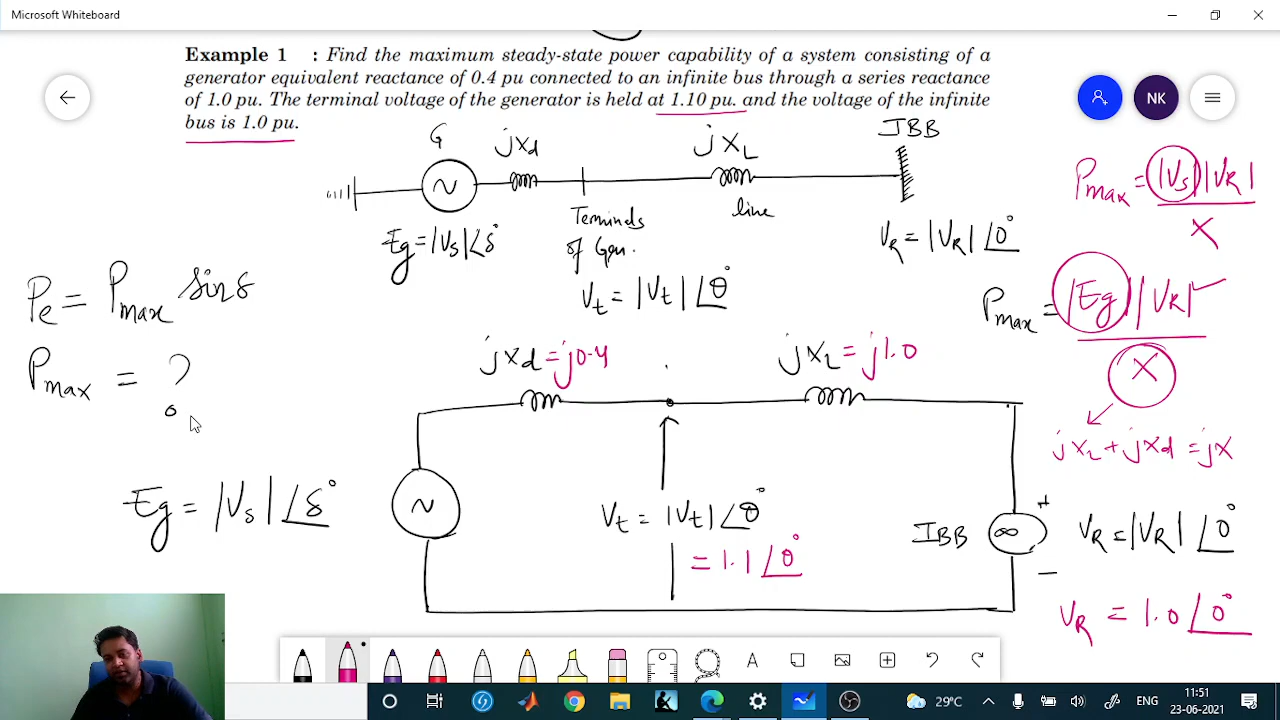 Microsoft Whiteboard
Example 1 : Find the maximum steady-state power capability of a system consisting of a
generator equivalent reactance of 0.4 pu connected to an infinite bus through a series reactance
of 1.0 pu. The terminal voltage of the generator is held at 1.10 pu. and the voltage of the infinite
bus is 1.0 pu.
NK
G
jXd
jXL
IBB
Terminds
of Gen.
line
Eg = |Vs| ∠δ°
Vt = |Vt| ∠θ°
VR = |VR| ∠0°
Pmax = |Vs| |VR|
X
Pe = Pmax sinδ
Pmax = ?
Pmax = |Eg| |VR|
X
jXL + jXd = jX
jXd = j0.4
jXL = j1.0
Eg = |Vs| ∠δ°
~
Vt = |Vt| ∠θ°
= 1.1 ∠θ°
IBB
∞
+
−
VR = |VR| ∠0°
VR = 1.0 ∠0°
A
29°C
ENG
11:51
23-06-2021